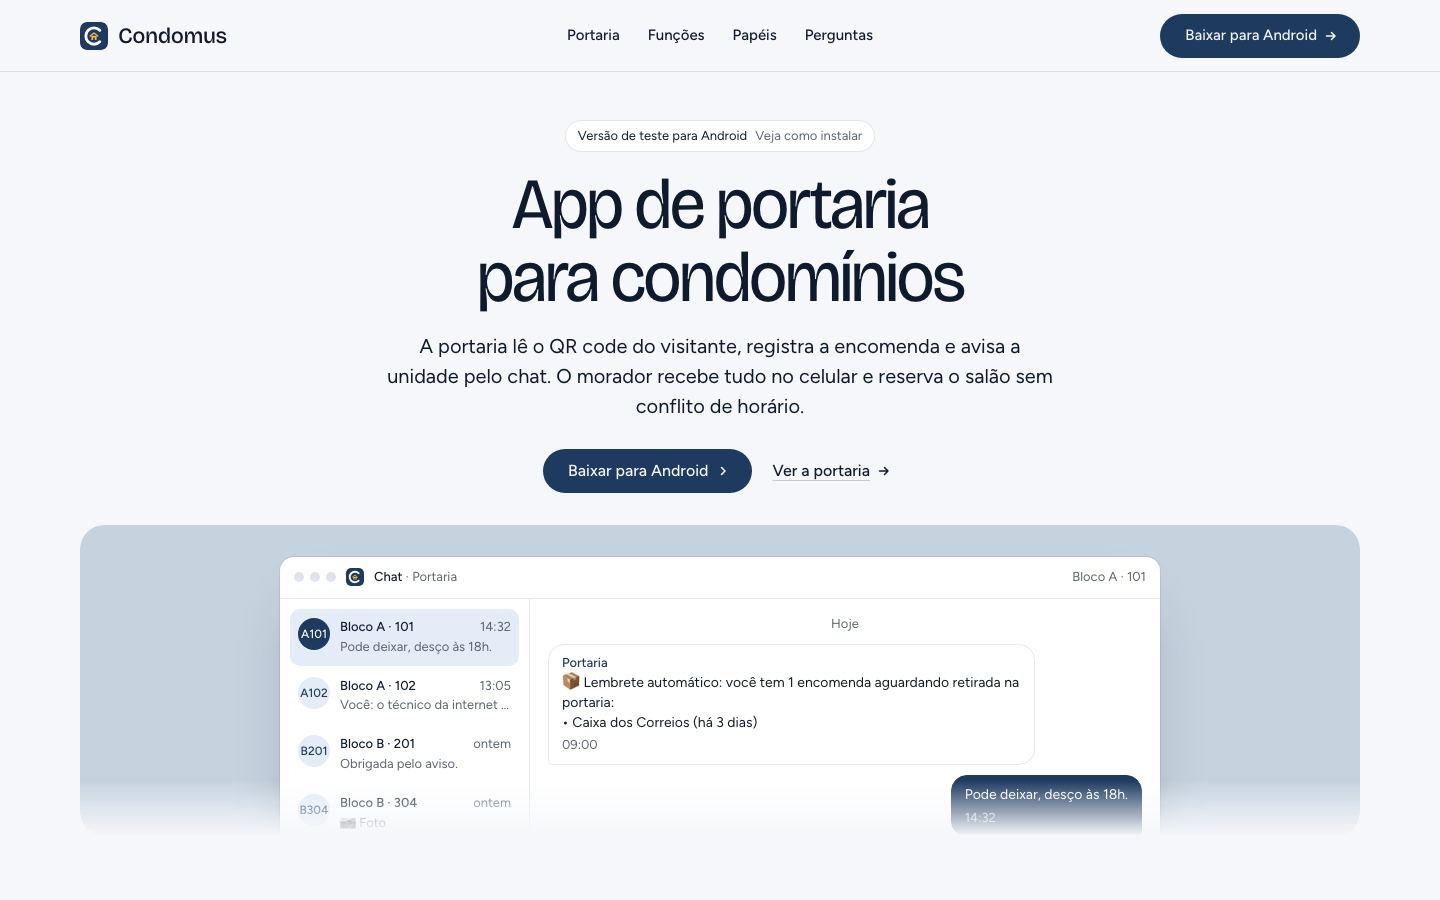 Condomus
Portaria
Funções
Papéis
Perguntas
Baixar para Android →
Versão de teste para Android Veja como instalar
App de portaria
para condomínios
A portaria lê o QR code do visitante, registra a encomenda e avisa a
unidade pelo chat. O morador recebe tudo no celular e reserva o salão sem
conflito de horário.
Baixar para Android ›
Ver a portaria →
Chat · Portaria
Bloco A · 101
A101
Bloco A · 101
14:32
Pode deixar, desço às 18h.
A102
Bloco A · 102
13:05
Você: o técnico da internet ...
B201
Bloco B · 201
ontem
Obrigada pelo aviso.
B304
Bloco B · 304
ontem
📷 Foto
Hoje
Portaria
📦 Lembrete automático: você tem 1 encomenda aguardando retirada na
portaria:
• Caixa dos Correios (há 3 dias)
09:00
Pode deixar, desço às 18h.
14:32